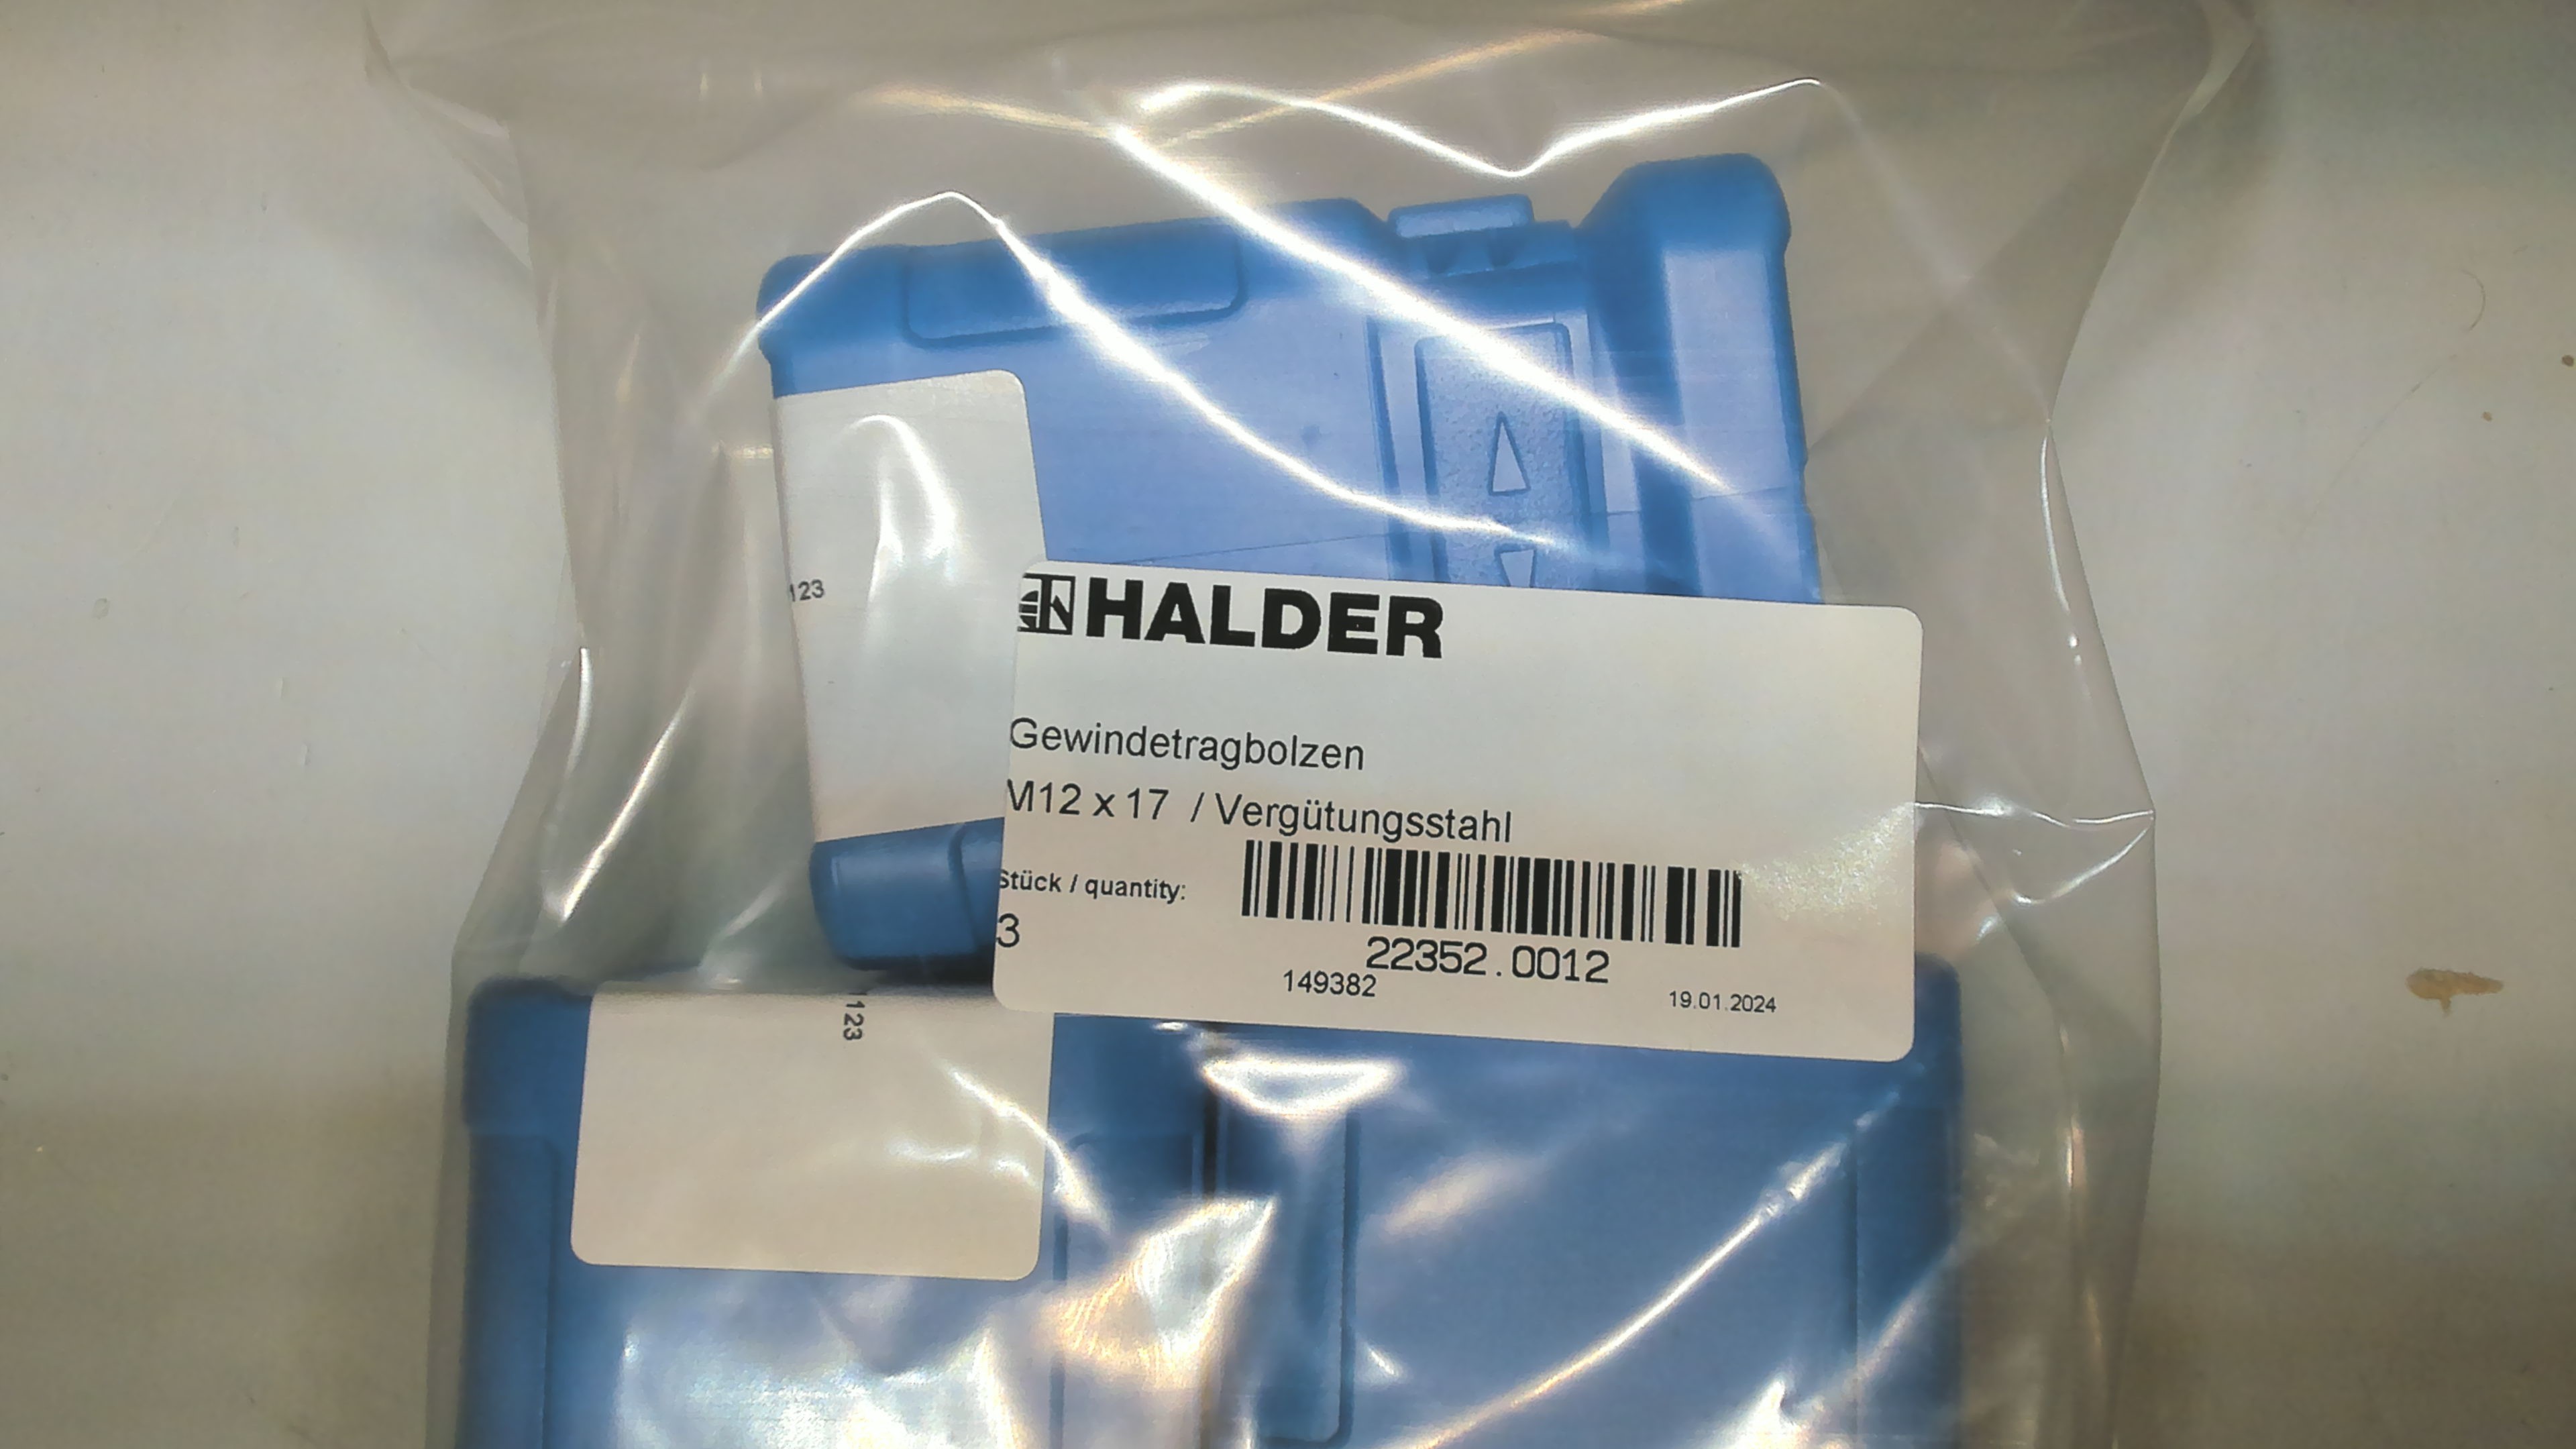 HALDER
Gewindetragbolzen
M12 x 17 / Vergütungsstahl
Stück / quantity:
3
22352.0012
149382
19.01.2024
123
123